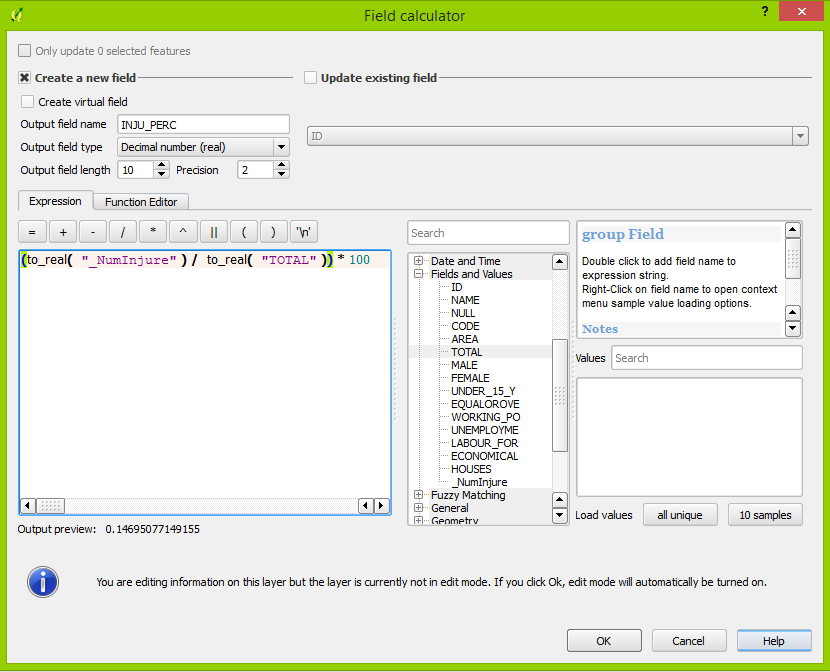 Field calculator
?
Only update 0 selected features
Create a new field
Update existing field
Create virtual field
Output field name INJU_PERC
ID
Output field type Decimal number (real)
Output field length 10 Precision 2
Expression Function Editor
= + - / * ^ || ( ) '\n'
(to_real( "_NumInjure" ) / to_real( "TOTAL" )) * 100
Output preview: 0.14695077149155
Search
Date and Time
Fields and Values
ID
NAME
NULL
CODE
AREA
TOTAL
MALE
FEMALE
UNDER_15_Y
EQUALOROVE
WORKING_PO
UNEMPLOYME
LABOUR_FOR
ECONOMICAL
HOUSES
_NumInjure
Fuzzy Matching
General
Geometry
group Field
Double click to add field name to
expression string.
Right-Click on field name to open context
menu sample value loading options.
Notes
Values Search
Load values all unique 10 samples
You are editing information on this layer but the layer is currently not in edit mode. If you click Ok, edit mode will automatically be turned on.
OK Cancel Help